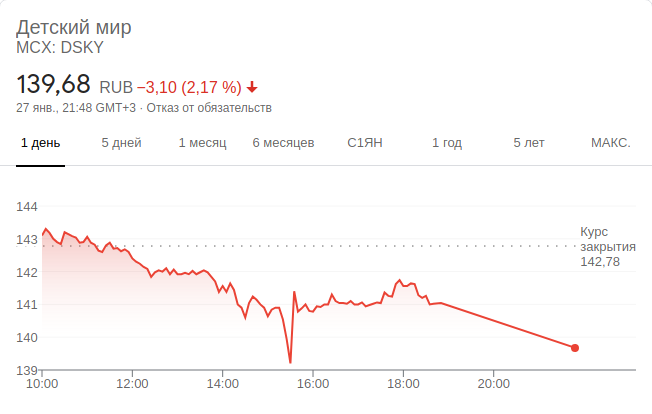 Детский мир
MCX: DSKY
139,68 RUB −3,10 (2,17 %)
27 янв., 21:48 GMT+3 · Отказ от обязательств
1 день 5 дней 1 месяц 6 месяцев С1ЯН 1 год 5 лет МАКС.
144
143
142
141
140
139
Курс
закрытия
142,78
10:00 12:00 14:00 16:00 18:00 20:00